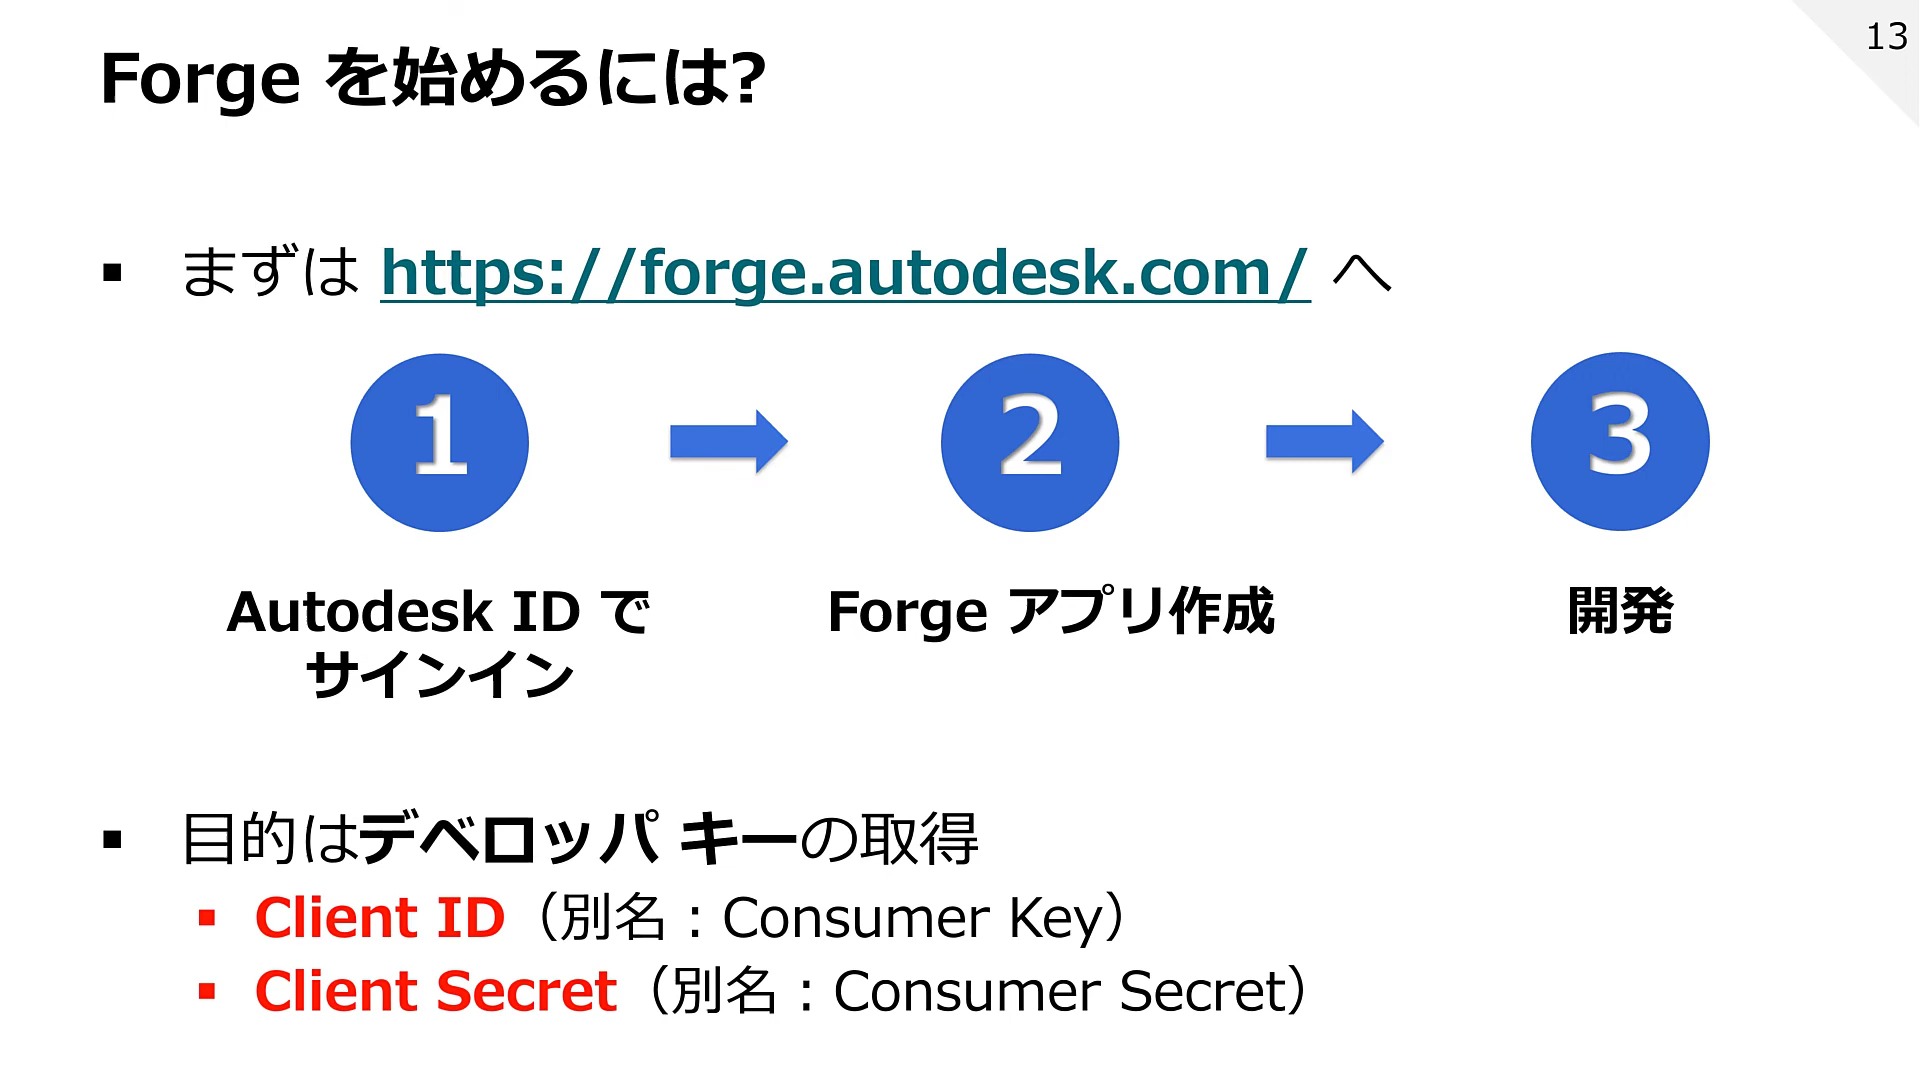 13
Forge を始めるには?
▪ まずは https://forge.autodesk.com/ へ
1
2
3
Autodesk ID で
サインイン
Forge アプリ作成
開発
▪ 目的はデベロッパ キーの取得
▪ Client ID（別名：Consumer Key）
▪ Client Secret（別名：Consumer Secret）